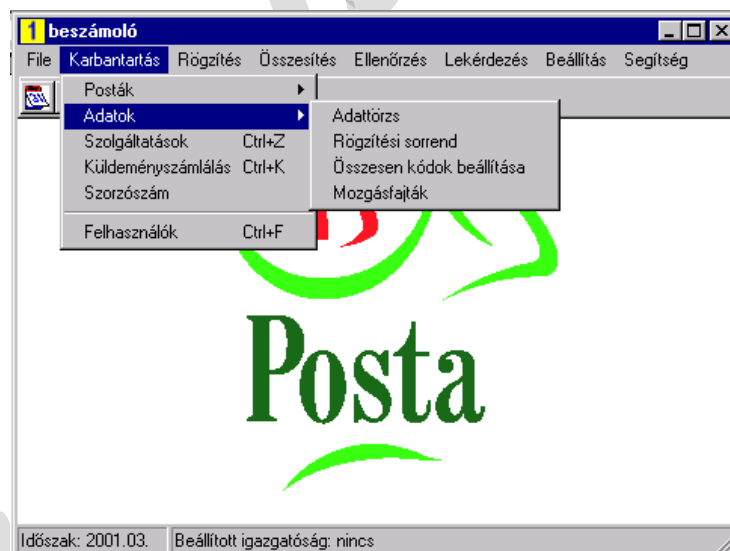 1 beszámoló
File Karbantartás Rögzítés Összesítés Ellenőrzés Lekérdezés Beállítás Segítség
Posták
Adatok
Szolgáltatások Ctrl+Z
Küldeményszámlálás Ctrl+K
Szorzószám
Felhasználók Ctrl+F
Adattörzs
Rögzítési sorrend
Összesen kódok beállítása
Mozgásfajták
Posta
Időszak: 2001.03. Beállított igazgatóság: nincs